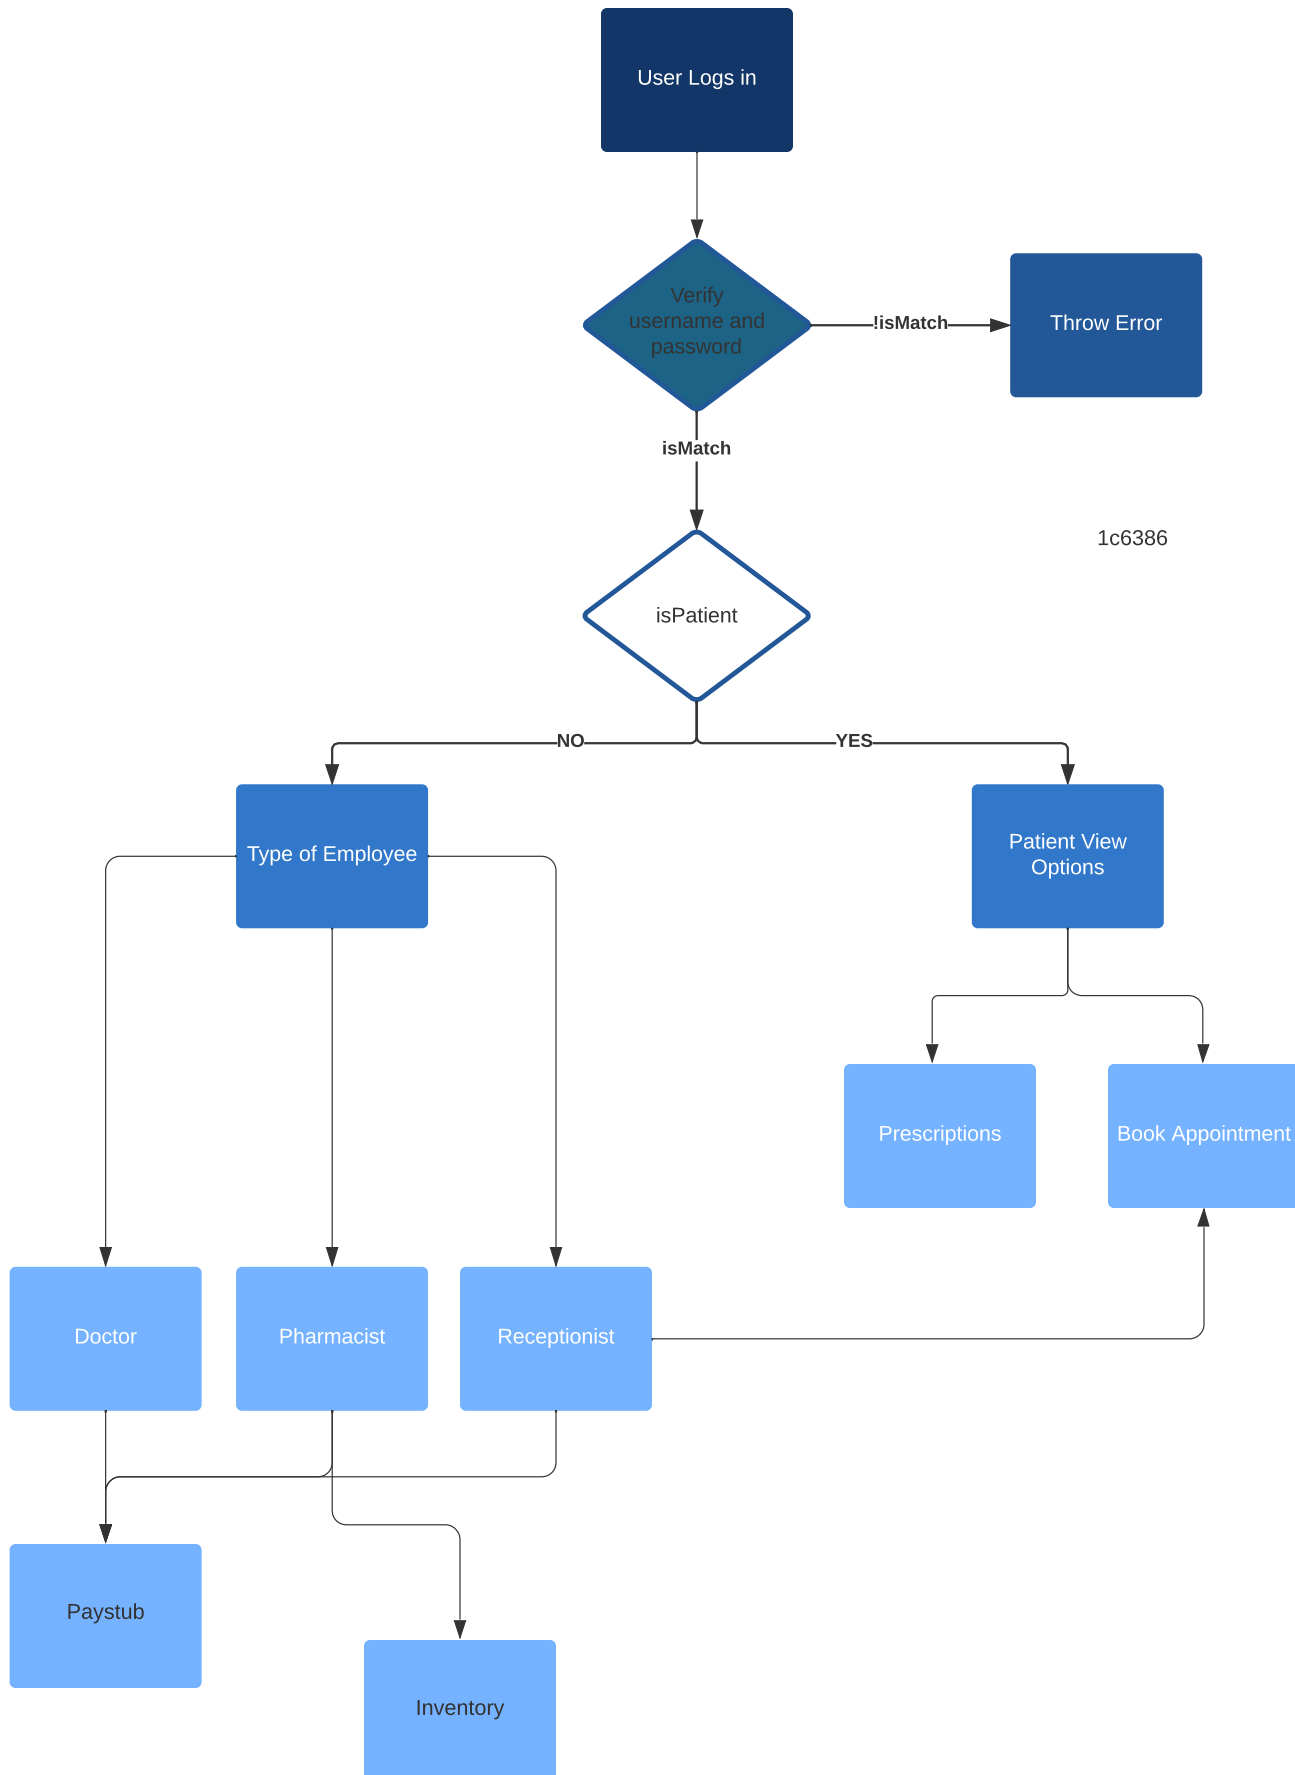 User Logs in
Verify
username and
password
!isMatch
Throw Error
isMatch
1c6386
isPatient
NO
YES
Type of Employee
Patient View
Options
Prescriptions
Book Appointment
Doctor
Pharmacist
Receptionist
Paystub
Inventory